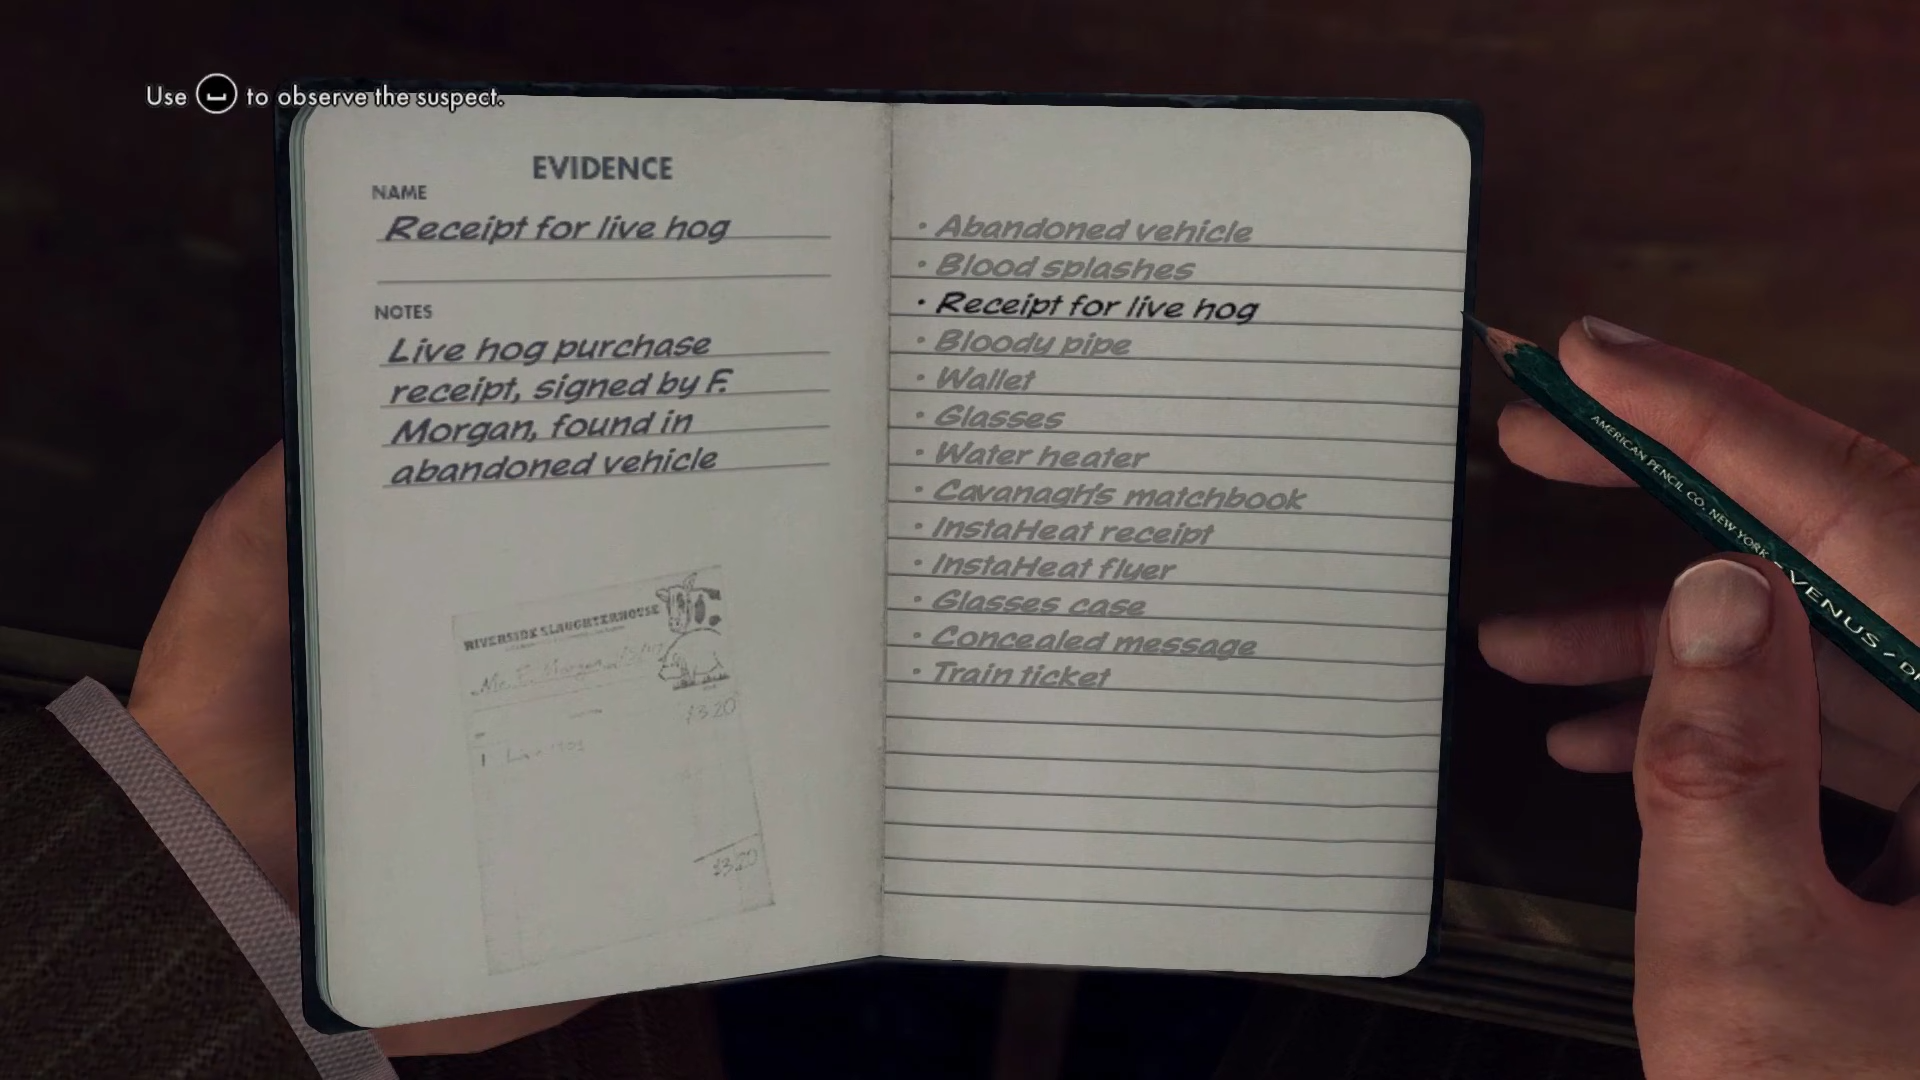 Use to observe the suspect.
EVIDENCE
NAME
Receipt for live hog
NOTES
Live hog purchase
receipt, signed by F.
Morgan, found in
abandoned vehicle
RIVERSIDE SLAUGHTERHOUSE
Mr. F. Morgan
$3.20
1
$3.20
• Abandoned vehicle
• Blood splashes
• Receipt for live hog
• Bloody pipe
• Wallet
• Glasses
• Water heater
• Cavanagh's matchbook
• InstaHeat receipt
• InstaHeat flyer
• Glasses case
• Concealed message
• Train ticket
AMERICAN PENCIL CO. NEW YORK - VENUS /